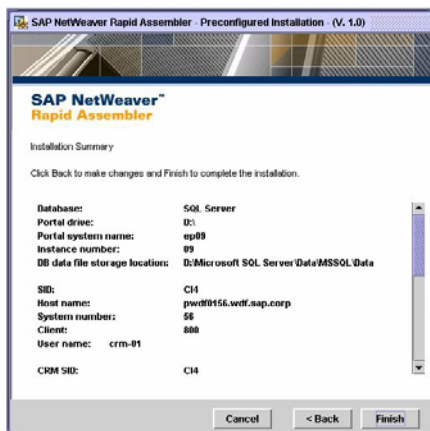 SAP NetWeaver Rapid Assembler - Preconfigured Installation - (V. 1.0)
SAP NetWeaver™
Rapid Assembler
Installation Summary
Click Back to make changes and Finish to complete the installation.
Database: SQL Server
Portal drive: D:\
Portal system name: ep09
Instance number: 09
DB data file storage location: D:\Microsoft SQL Server\Data\MSSQL\Data
SID: CI4
Host name: pwdf0156.wdf.sap.corp
System number: 56
Client: 800
User name: crm-01
CRM SID: CI4
Cancel < Back Finish